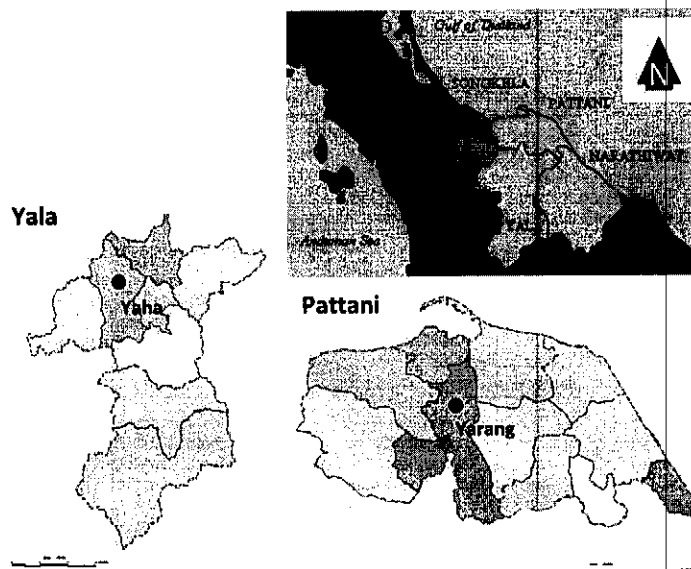 Gulf of Thailand
SONGKHLA
PATTANI
N
NARATHIWAT
YALA
Andaman Sea
Yala
Yaha
Pattani
Yarang